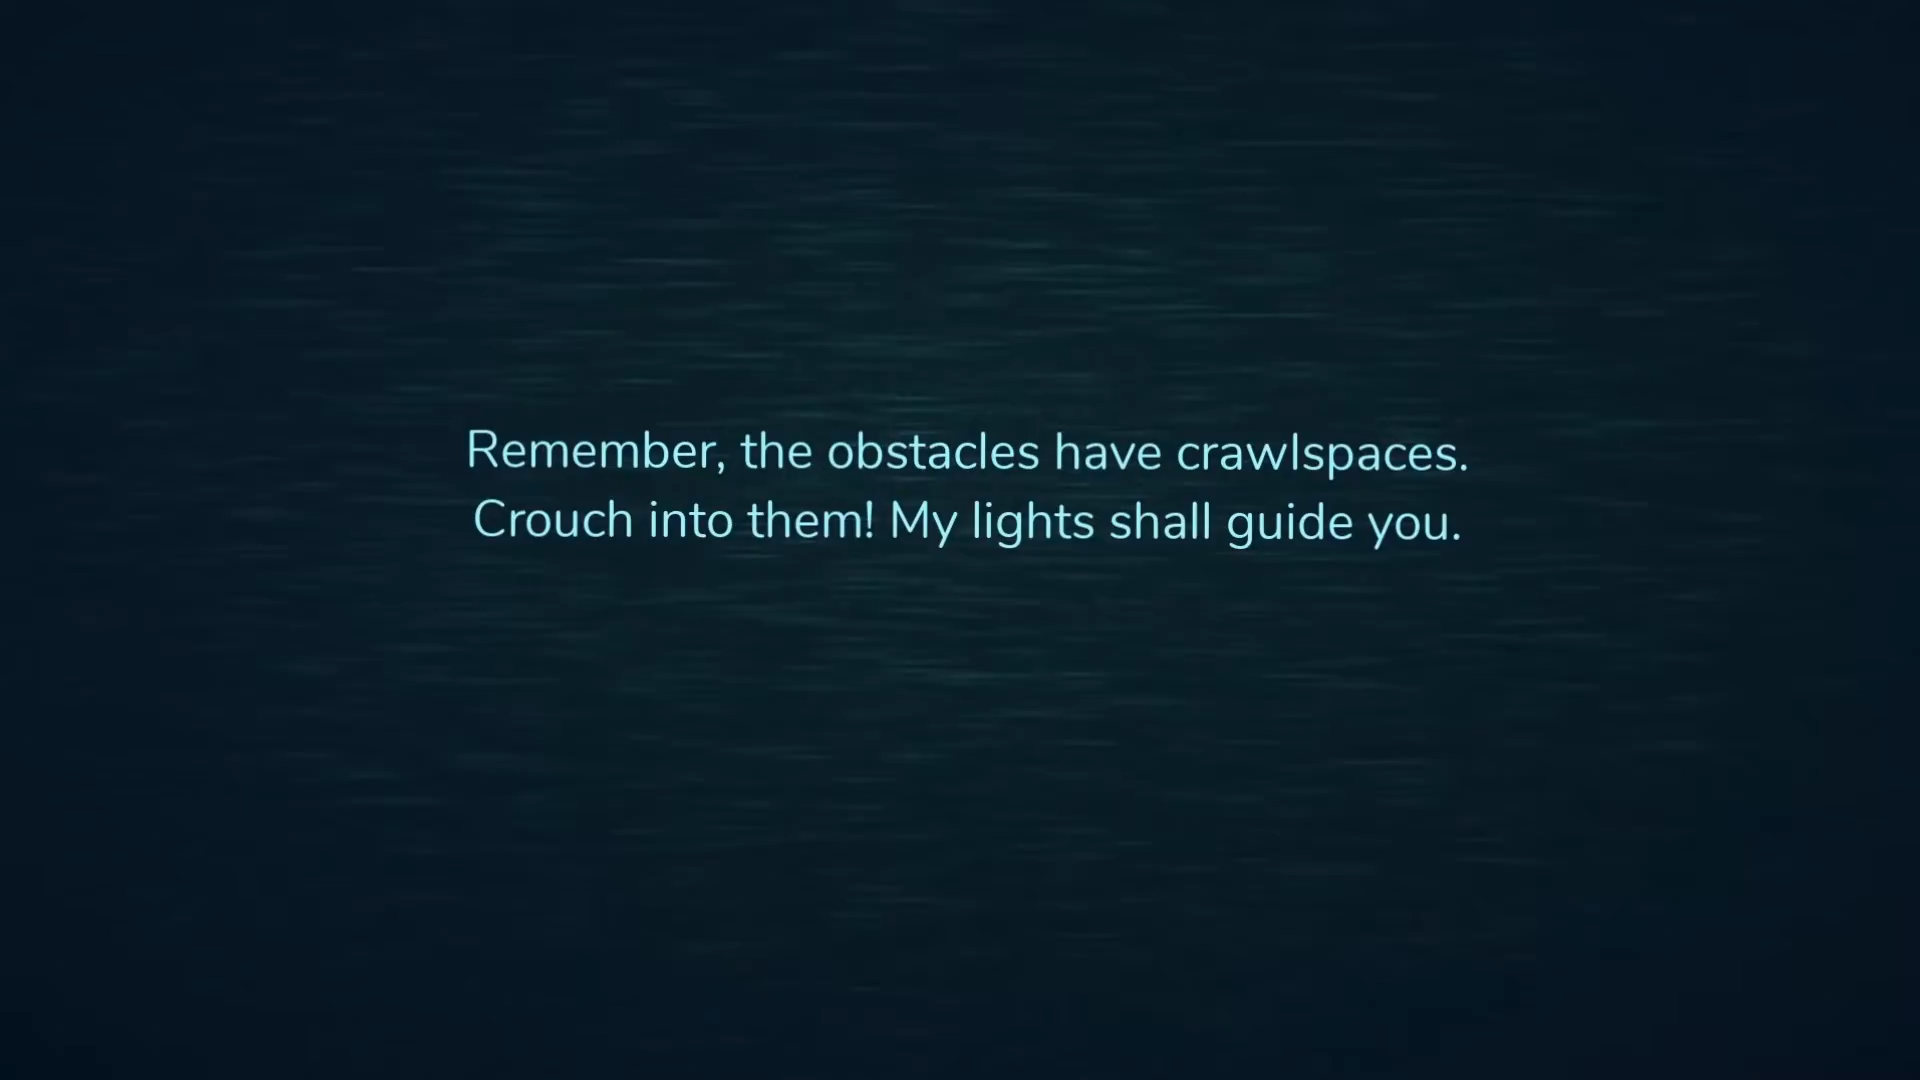 Remember, the obstacles have crawlspaces.
Crouch into them! My lights shall guide you.